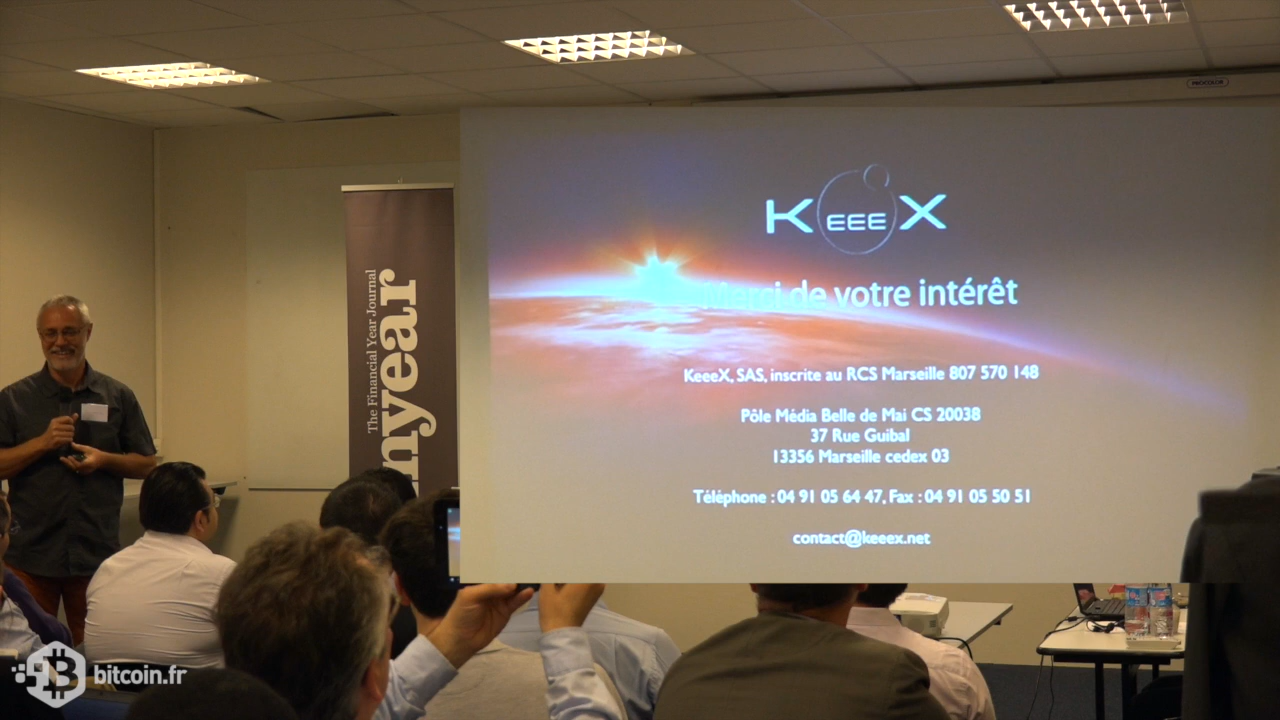 PROCOLOR
KeeeX
Merci de votre intérêt
The Financial Year Journal
nyear
KeeeX, SAS, inscrite au RCS Marseille 807 570 148
Pôle Média Belle de Mai CS 20038
37 Rue Guibal
13356 Marseille cedex 03
Téléphone : 04 91 05 64 47, Fax : 04 91 05 50 51
contact@keeex.net
bitcoin.fr